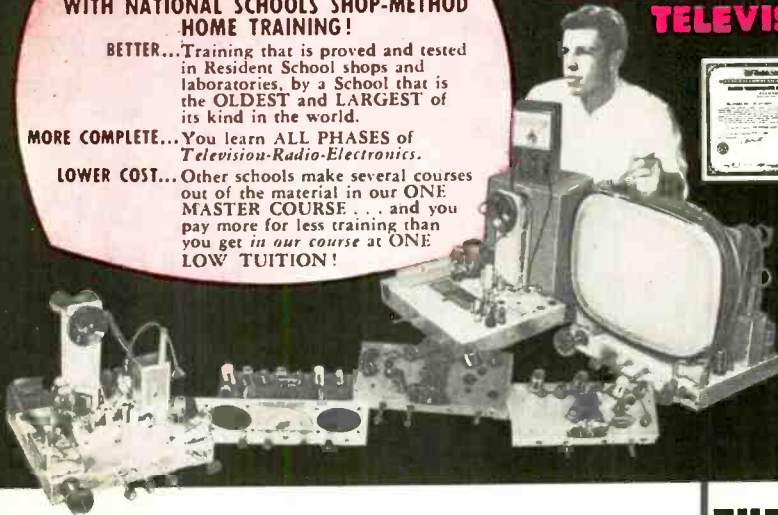 WITH NATIONAL SCHOOLS SHOP-METHOD
HOME TRAINING!
BETTER...Training that is proved and tested
in Resident School shops and
laboratories, by a School that is
the OLDEST and LARGEST of
its kind in the world.
MORE COMPLETE...You learn ALL PHASES of
Television-Radio-Electronics.
LOWER COST...Other schools make several courses
out of the material in our ONE
MASTER COURSE . . . and you
pay more for less training than
you get in our course at ONE
LOW TUITION!